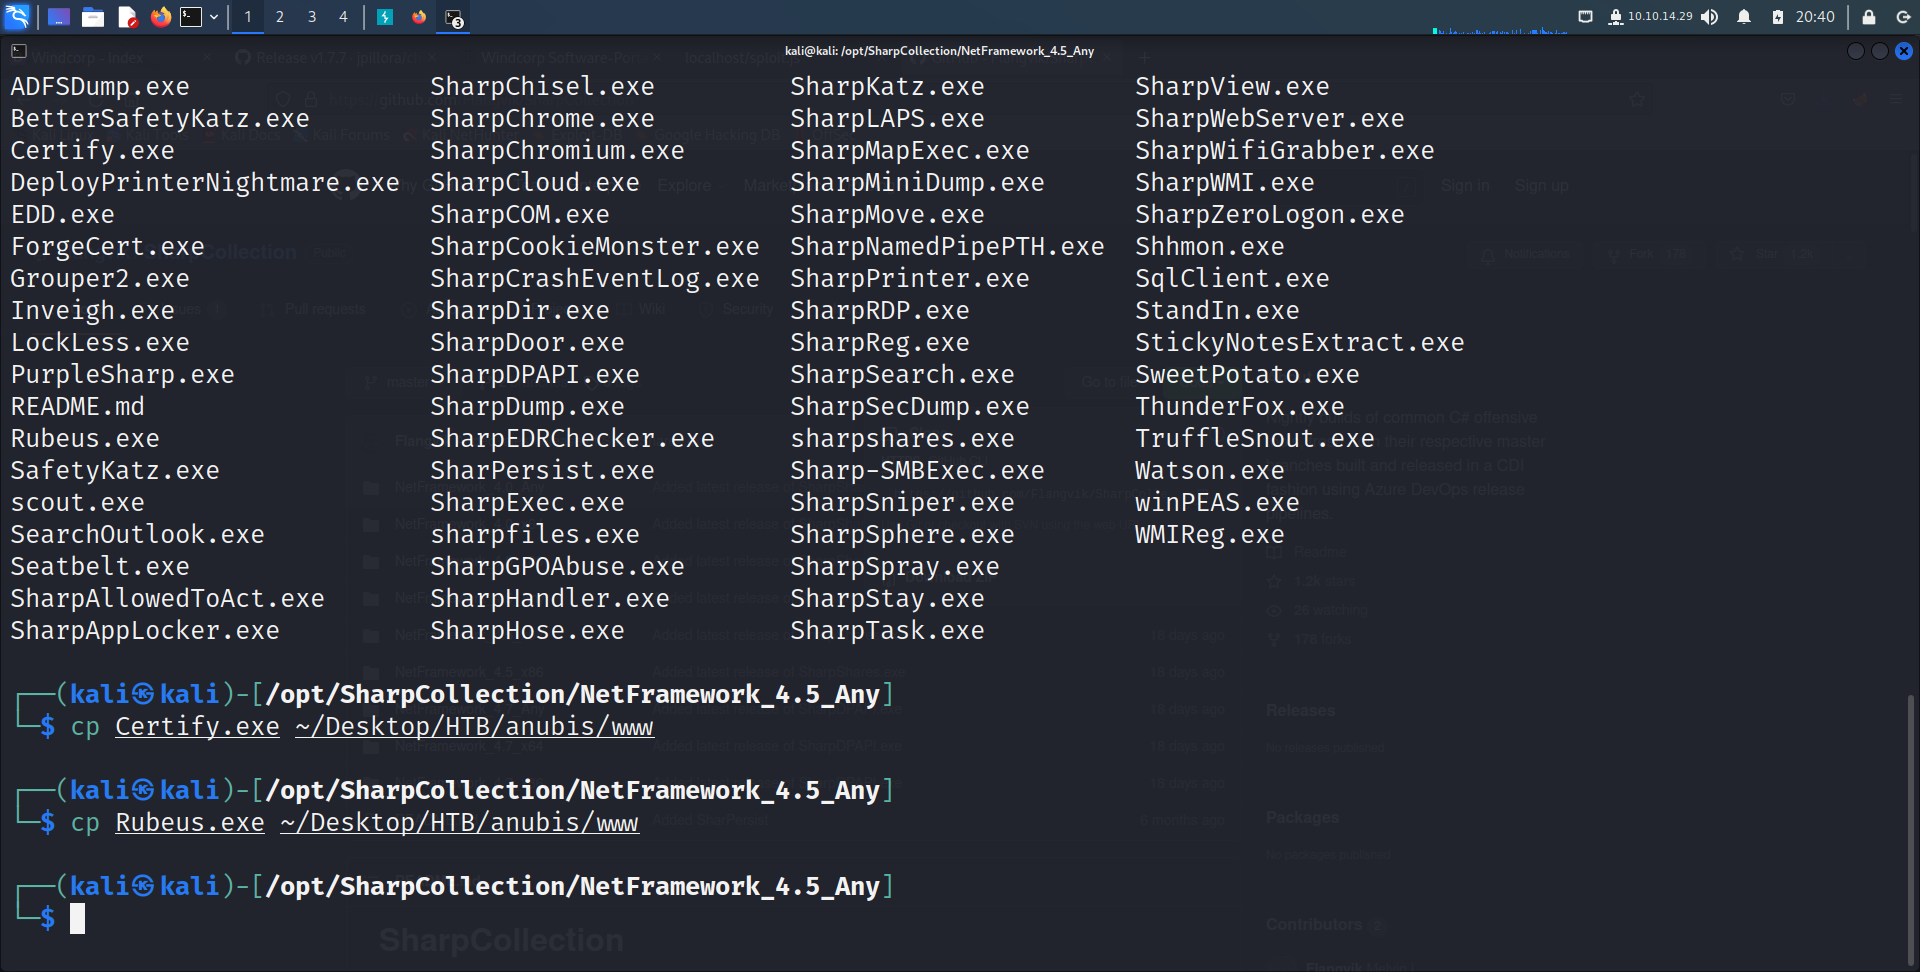 1 2 3 4 3 10.10.14.29 20:40
kali@kali: /opt/SharpCollection/NetFramework_4.5_Any
ADFSDump.exe SharpChisel.exe SharpKatz.exe SharpView.exe
BetterSafetyKatz.exe SharpChrome.exe SharpLAPS.exe SharpWebServer.exe
Certify.exe SharpChromium.exe SharpMapExec.exe SharpWifiGrabber.exe
DeployPrinterNightmare.exe SharpCloud.exe SharpMiniDump.exe SharpWMI.exe
EDD.exe SharpCOM.exe SharpMove.exe SharpZeroLogon.exe
ForgeCert.exe SharpCookieMonster.exe SharpNamedPipePTH.exe Shhmon.exe
Grouper2.exe SharpCrashEventLog.exe SharpPrinter.exe SqlClient.exe
Inveigh.exe SharpDir.exe SharpRDP.exe StandIn.exe
LockLess.exe SharpDoor.exe SharpReg.exe StickyNotesExtract.exe
PurpleSharp.exe SharpDPAPI.exe SharpSearch.exe SweetPotato.exe
README.md SharpDump.exe SharpSecDump.exe ThunderFox.exe
Rubeus.exe SharpEDRChecker.exe sharpshares.exe TruffleSnout.exe
SafetyKatz.exe SharPersist.exe Sharp-SMBExec.exe Watson.exe
scout.exe SharpExec.exe SharpSniper.exe winPEAS.exe
SearchOutlook.exe sharpfiles.exe SharpSphere.exe WMIReg.exe
Seatbelt.exe SharpGPOAbuse.exe SharpSpray.exe
SharpAllowedToAct.exe SharpHandler.exe SharpStay.exe
SharpAppLocker.exe SharpHose.exe SharpTask.exe
┌──(kali㉿kali)-[/opt/SharpCollection/NetFramework_4.5_Any]
└─$ cp Certify.exe ~/Desktop/HTB/anubis/www
┌──(kali㉿kali)-[/opt/SharpCollection/NetFramework_4.5_Any]
└─$ cp Rubeus.exe ~/Desktop/HTB/anubis/www
┌──(kali㉿kali)-[/opt/SharpCollection/NetFramework_4.5_Any]
└─$
SharpCollection
Releases
Packages
Contributors 2